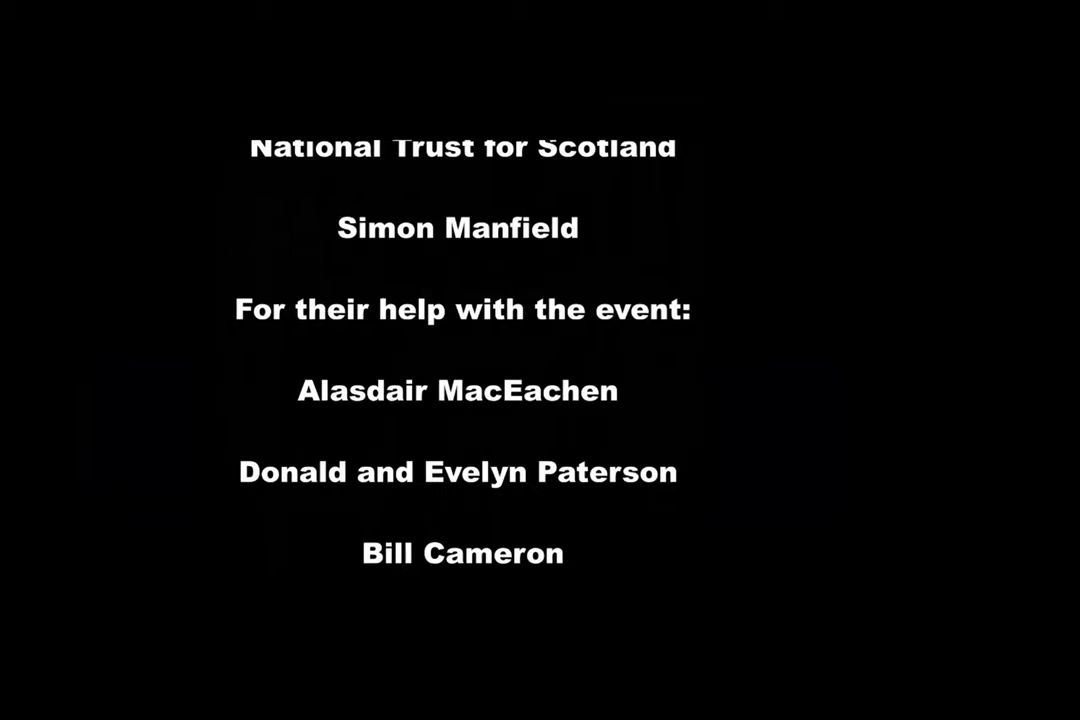 National Trust for Scotland
Simon Manfield
For their help with the event:
Alasdair MacEachen
Donald and Evelyn Paterson
Bill Cameron